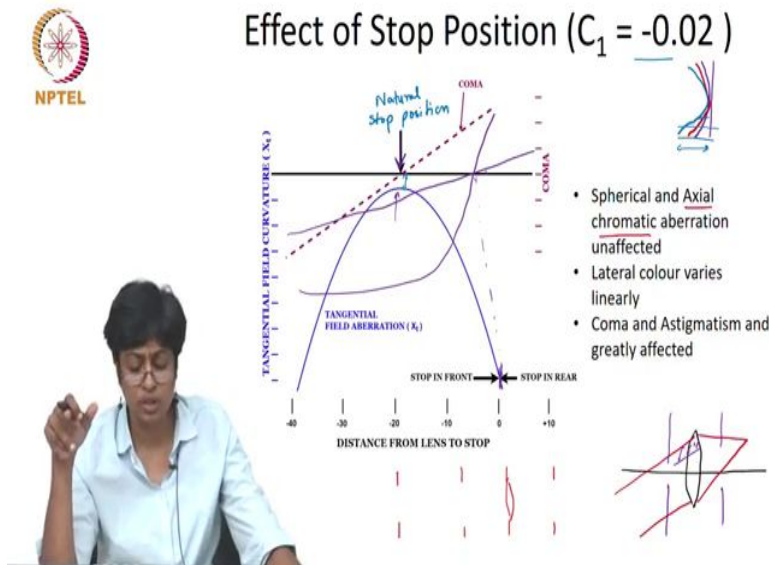 Effect of Stop Position (C1 = -0.02 )
NPTEL
Natural
stop position
COMA
TANGENTIAL FIELD CURVATURE (Xt)
COMA
TANGENTIAL
FIELD ABERRATION (Xt)
STOP IN FRONT
STOP IN REAR
-40 -30 -20 -10 0 +10
DISTANCE FROM LENS TO STOP
• Spherical and Axial
chromatic aberration
unaffected
• Lateral colour varies
linearly
• Coma and Astigmatism and
greatly affected